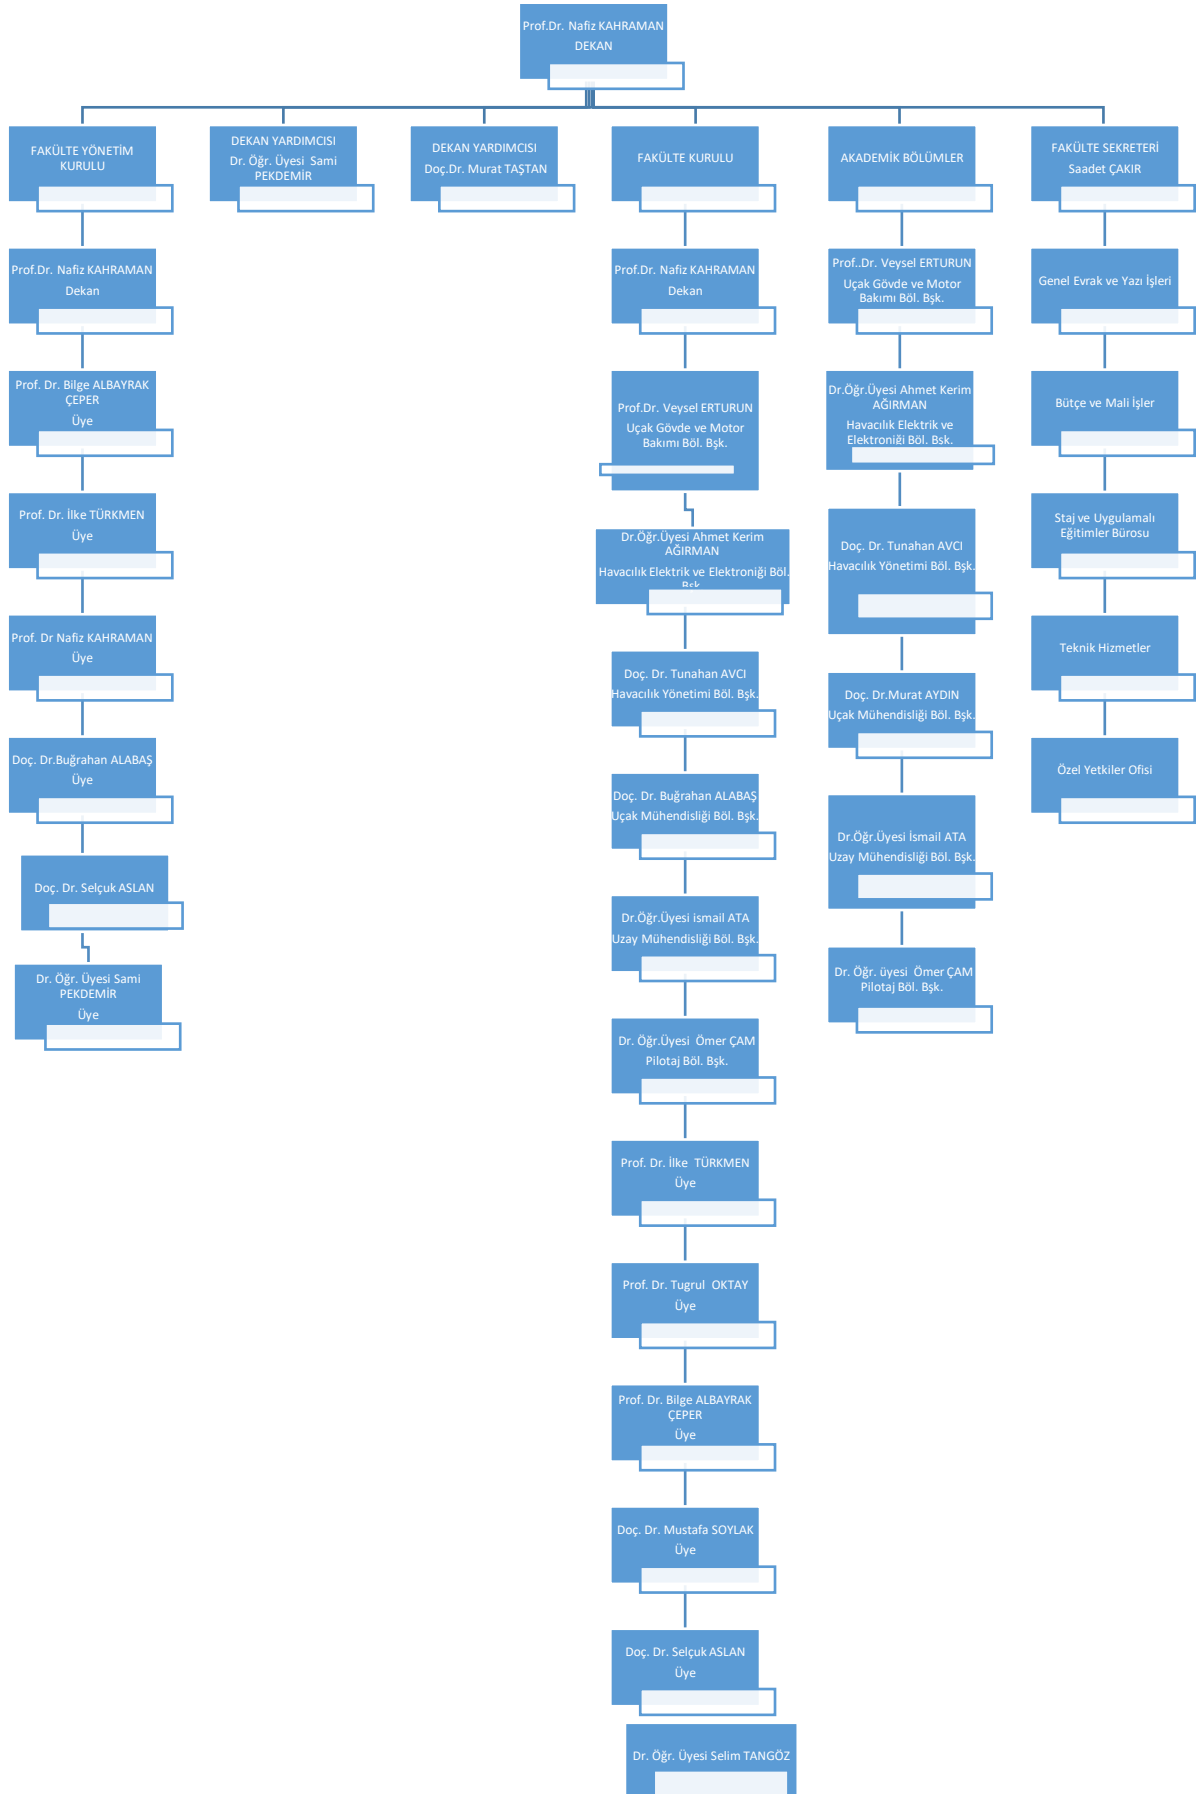 Prof.Dr. Nafiz KAHRAMAN
DEKAN
FAKÜLTE YÖNETİM
KURULU
Prof.Dr. Nafiz KAHRAMAN
Dekan
Prof. Dr. Bilge ALBAYRAK
ÇEPER
Üye
Prof. Dr. İlke TÜRKMEN
Üye
Prof. Dr Nafiz KAHRAMAN
Üye
Doç. Dr.Buğrahan ALABAŞ
Üye
Doç. Dr. Selçuk ASLAN
Dr. Öğr. Üyesi Sami
PEKDEMİR
Üye
DEKAN YARDIMCISI
Dr. Öğr. Üyesi Sami
PEKDEMİR
DEKAN YARDIMCISI
Doç.Dr. Murat TAŞTAN
FAKÜLTE KURULU
Prof.Dr. Nafiz KAHRAMAN
Dekan
Prof.Dr. Veysel ERTURUN
Uçak Gövde ve Motor
Bakımı Böl. Bşk.
Dr.Öğr.Üyesi Ahmet Kerim
AĞIRMAN
Havacılık Elektrik ve Elektroniği Böl.
Bşk.
Doç. Dr. Tunahan AVCI
Havacılık Yönetimi Böl. Bşk.
Doç. Dr. Buğrahan ALABAŞ
Uçak Mühendisliği Böl. Bşk.
Dr.Öğr.Üyesi ismail ATA
Uzay Mühendisliği Böl. Bşk.
Dr. Öğr.Üyesi Ömer ÇAM
Pilotaj Böl. Bşk.
Prof. Dr. İlke TÜRKMEN
Üye
Prof. Dr. Tugrul OKTAY
Üye
Prof. Dr. Bilge ALBAYRAK
ÇEPER
Üye
Doç. Dr. Mustafa SOYLAK
Üye
Doç. Dr. Selçuk ASLAN
Üye
Dr. Öğr. Üyesi Selim TANGÖZ
AKADEMİK BÖLÜMLER
Prof..Dr. Veysel ERTURUN
Uçak Gövde ve Motor
Bakımı Böl. Bşk.
Dr.Öğr.Üyesi Ahmet Kerim
AĞIRMAN
Havacılık Elektrik ve
Elektroniği Böl. Bşk.
Doç. Dr. Tunahan AVCI
Havacılık Yönetimi Böl. Bşk.
Doç. Dr.Murat AYDIN
Uçak Mühendisliği Böl. Bşk.
Dr.Öğr.Üyesi İsmail ATA
Uzay Mühendisliği Böl. Bşk.
Dr. Öğr. üyesi Ömer ÇAM
Pilotaj Böl. Bşk.
FAKÜLTE SEKRETERİ
Saadet ÇAKIR
Genel Evrak ve Yazı İşleri
Bütçe ve Mali İşler
Staj ve Uygulamalı
Eğitimler Bürosu
Teknik Hizmetler
Özel Yetkiler Ofisi